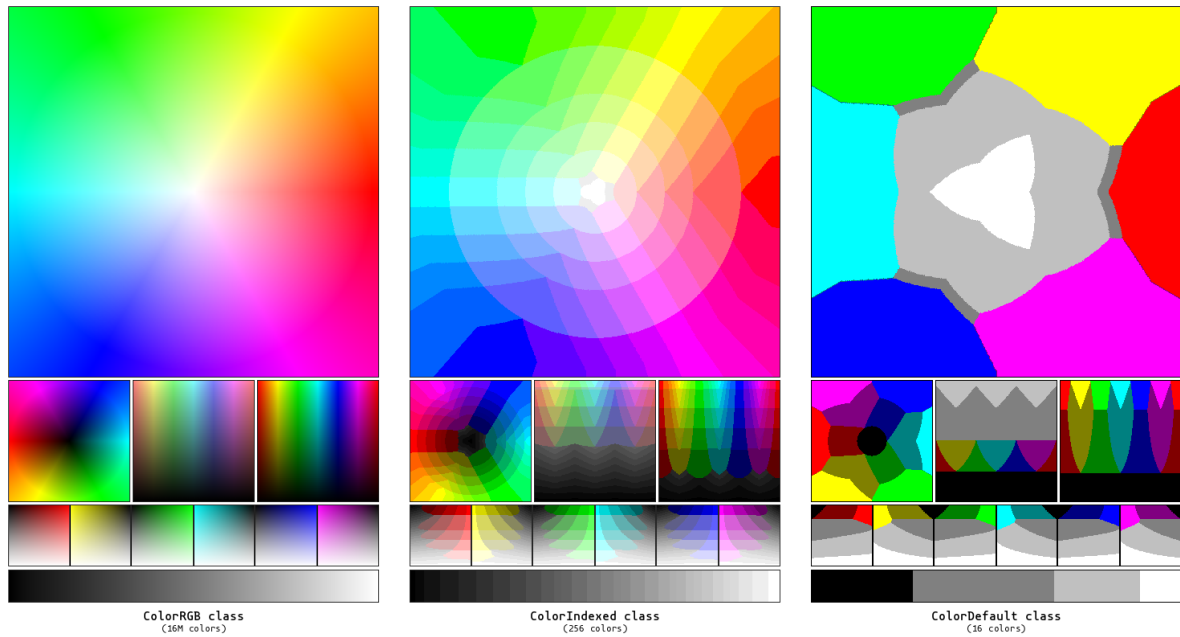 ColorRGB class
(16M colors)
ColorIndexed class
(256 colors)
ColorDefault class
(16 colors)